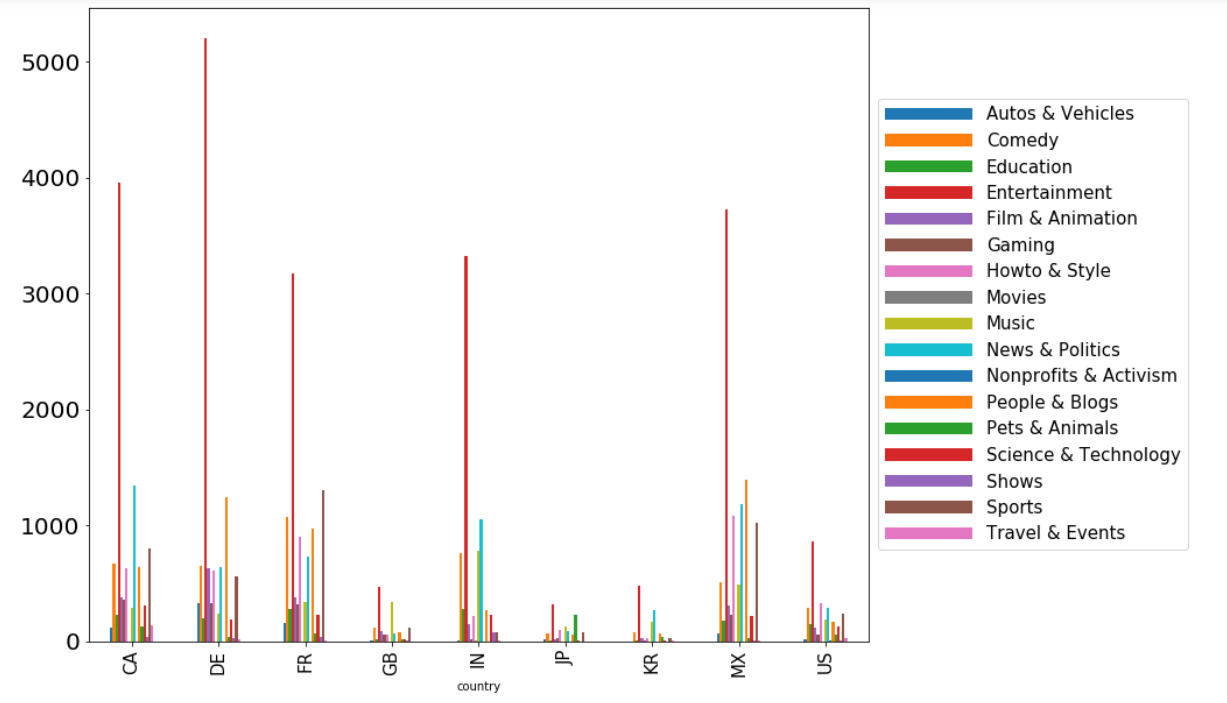 5000
4000
3000
2000
1000
0
CA
DE
FR
GB
IN
JP
KR
MX
US
country
Autos & Vehicles
Comedy
Education
Entertainment
Film & Animation
Gaming
Howto & Style
Movies
Music
News & Politics
Nonprofits & Activism
People & Blogs
Pets & Animals
Science & Technology
Shows
Sports
Travel & Events